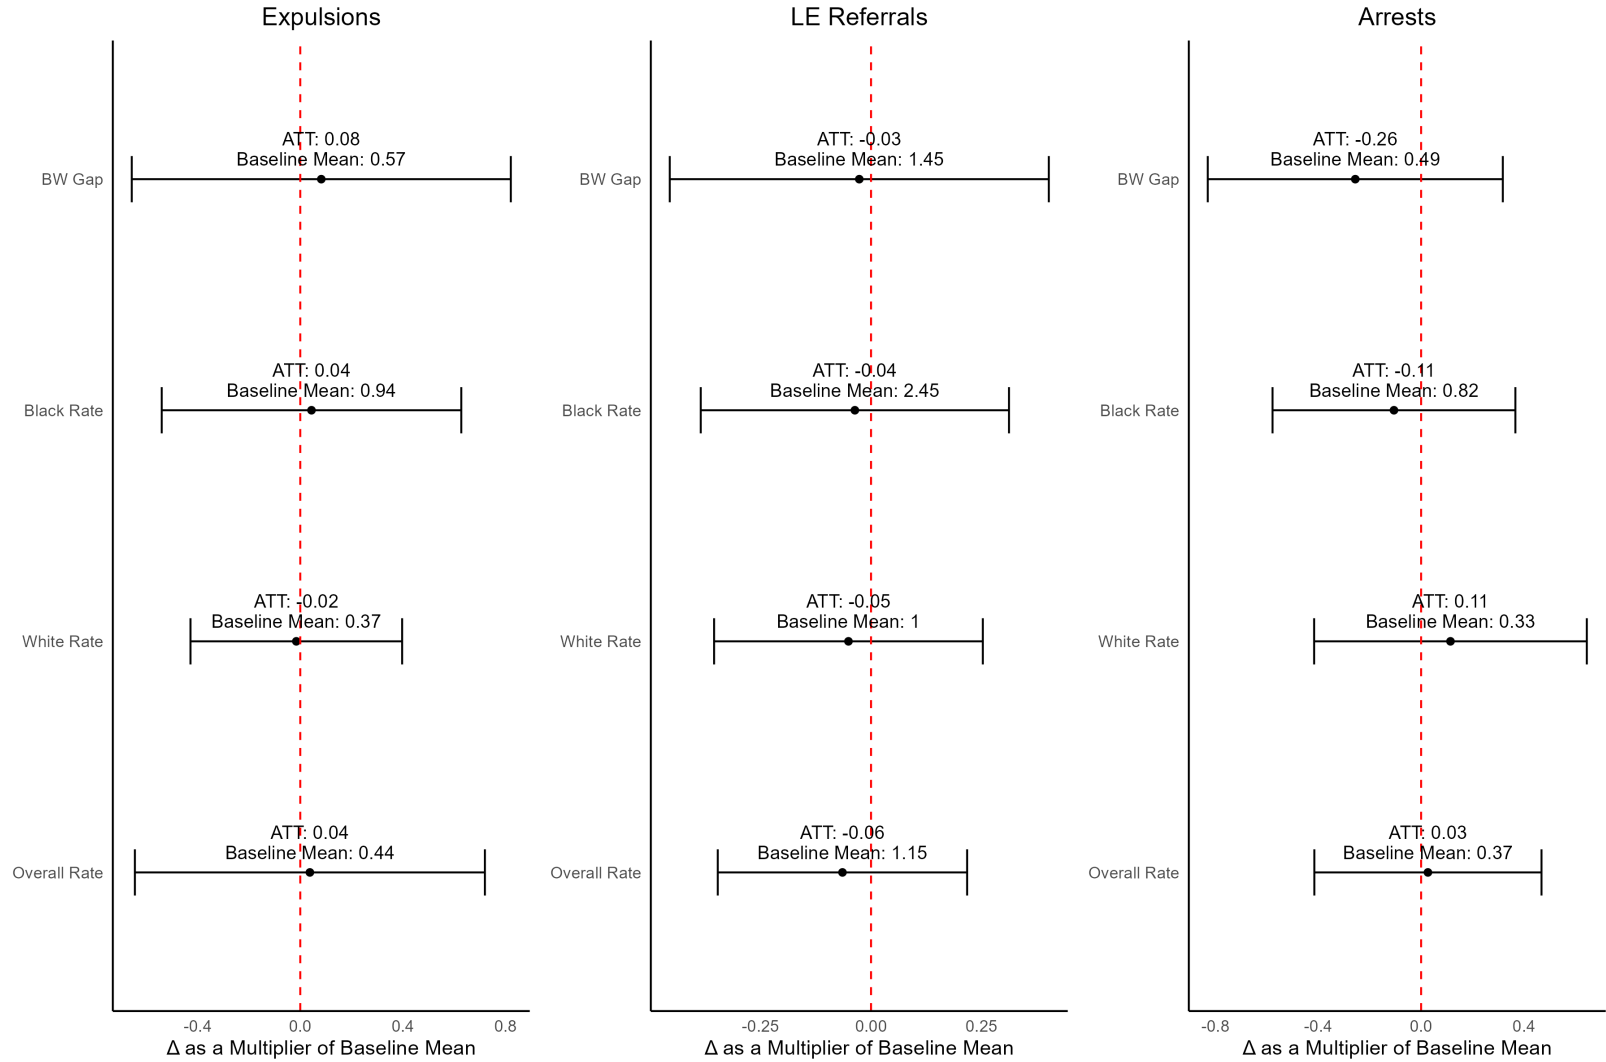 Expulsions
BW Gap
ATT: 0.08
Baseline Mean: 0.57
Black Rate
ATT: 0.04
Baseline Mean: 0.94
White Rate
ATT: -0.02
Baseline Mean: 0.37
Overall Rate
ATT: 0.04
Baseline Mean: 0.44
-0.4 0.0 0.4 0.8
Δ as a Multiplier of Baseline Mean
LE Referrals
BW Gap
ATT: -0.03
Baseline Mean: 1.45
Black Rate
ATT: -0.04
Baseline Mean: 2.45
White Rate
ATT: -0.05
Baseline Mean: 1
Overall Rate
ATT: -0.06
Baseline Mean: 1.15
-0.25 0.00 0.25
Δ as a Multiplier of Baseline Mean
Arrests
BW Gap
ATT: -0.26
Baseline Mean: 0.49
Black Rate
ATT: -0.11
Baseline Mean: 0.82
White Rate
ATT: 0.11
Baseline Mean: 0.33
Overall Rate
ATT: 0.03
Baseline Mean: 0.37
-0.8 -0.4 0.0 0.4
Δ as a Multiplier of Baseline Mean